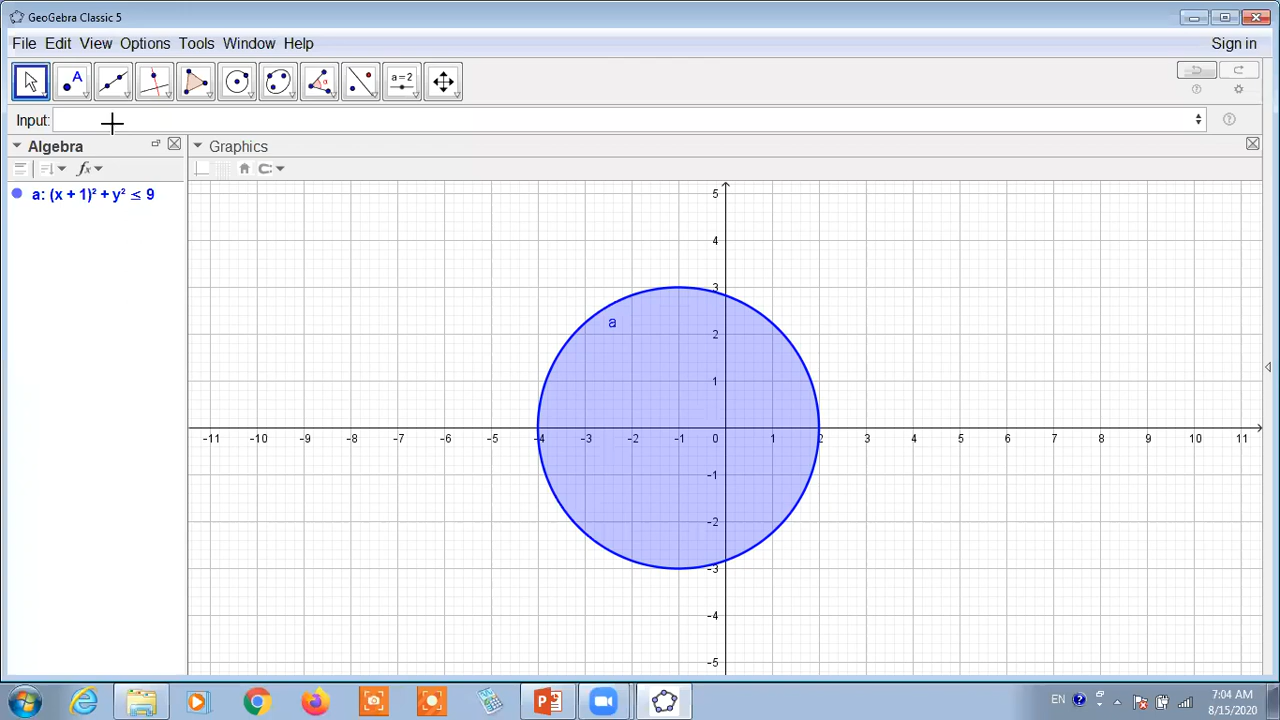 GeoGebra Classic 5
File Edit View Options Tools Window Help Sign in
A a=2
Input:
Algebra Graphics
fx
a: (x + 1)² + y² ≤ 9
a
5
4
3
2
1
-11 -10 -9 -8 -7 -6 -5 -4 -3 -2 -1 0 1 2 3 4 5 6 7 8 9 10 11
-1
-2
-3
-4
-5
EN 7:04 AM
8/15/2020